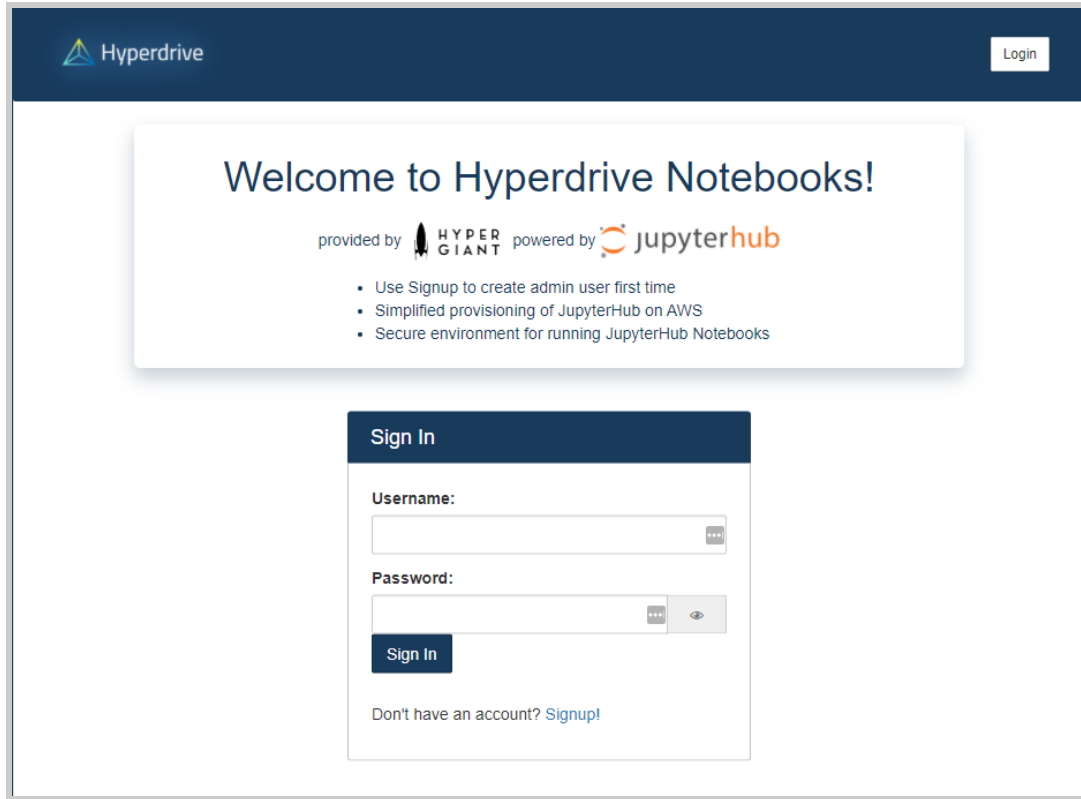 Hyperdrive
Login
Welcome to Hyperdrive Notebooks!
provided by HYPER GIANT powered by jupyterhub
• Use Signup to create admin user first time
• Simplified provisioning of JupyterHub on AWS
• Secure environment for running JupyterHub Notebooks
Sign In
Username:
Password:
Sign In
Don't have an account? Signup!